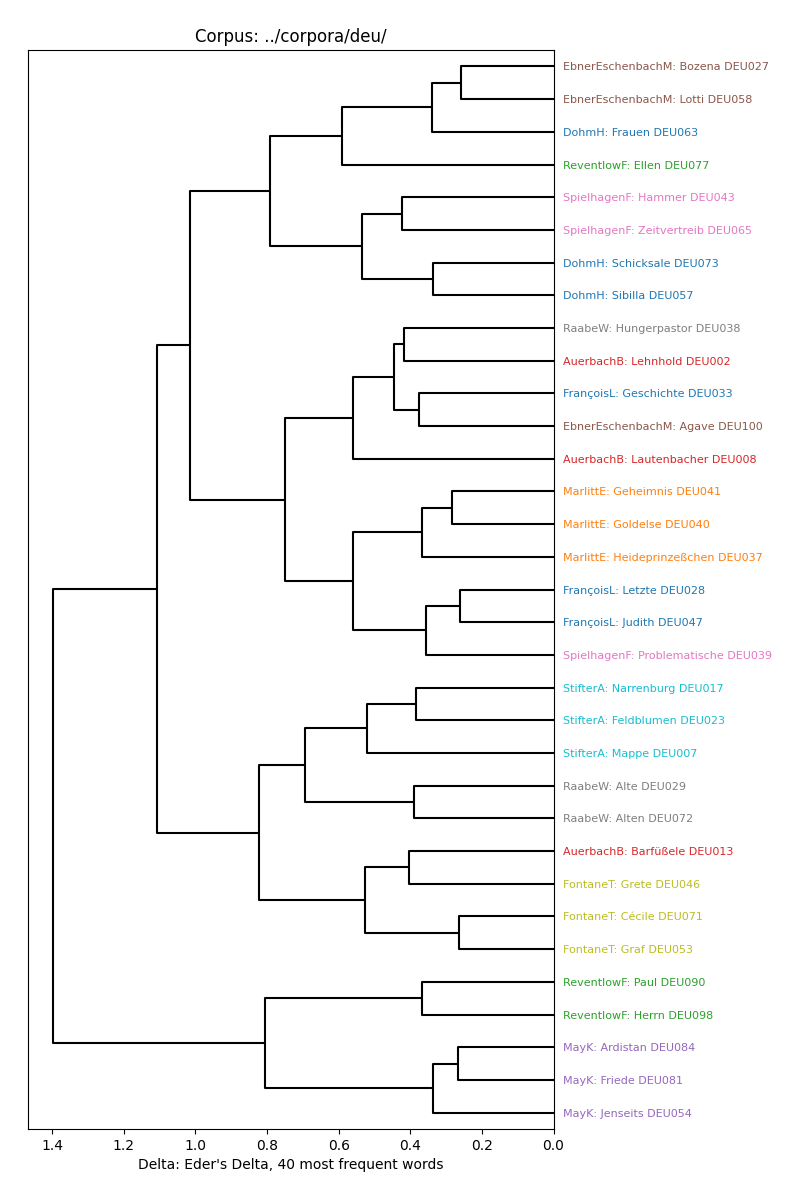 Corpus: ../corpora/deu/
EbnerEschenbachM: Bozena DEU027
EbnerEschenbachM: Lotti DEU058
DohmH: Frauen DEU063
ReventlowF: Ellen DEU077
SpielhagenF: Hammer DEU043
SpielhagenF: Zeitvertreib DEU065
DohmH: Schicksale DEU073
DohmH: Sibilla DEU057
RaabeW: Hungerpastor DEU038
AuerbachB: Lehnhold DEU002
FrançoisL: Geschichte DEU033
EbnerEschenbachM: Agave DEU100
AuerbachB: Lautenbacher DEU008
MarlittE: Geheimnis DEU041
MarlittE: Goldelse DEU040
MarlittE: Heideprinzeßchen DEU037
FrançoisL: Letzte DEU028
FrançoisL: Judith DEU047
SpielhagenF: Problematische DEU039
StifterA: Narrenburg DEU017
StifterA: Feldblumen DEU023
StifterA: Mappe DEU007
RaabeW: Alte DEU029
RaabeW: Alten DEU072
AuerbachB: Barfüßele DEU013
FontaneT: Grete DEU046
FontaneT: Cécile DEU071
FontaneT: Graf DEU053
ReventlowF: Paul DEU090
ReventlowF: Herrn DEU098
MayK: Ardistan DEU084
MayK: Friede DEU081
MayK: Jenseits DEU054
1.4 1.2 1.0 0.8 0.6 0.4 0.2 0.0
Delta: Eder's Delta, 40 most frequent words